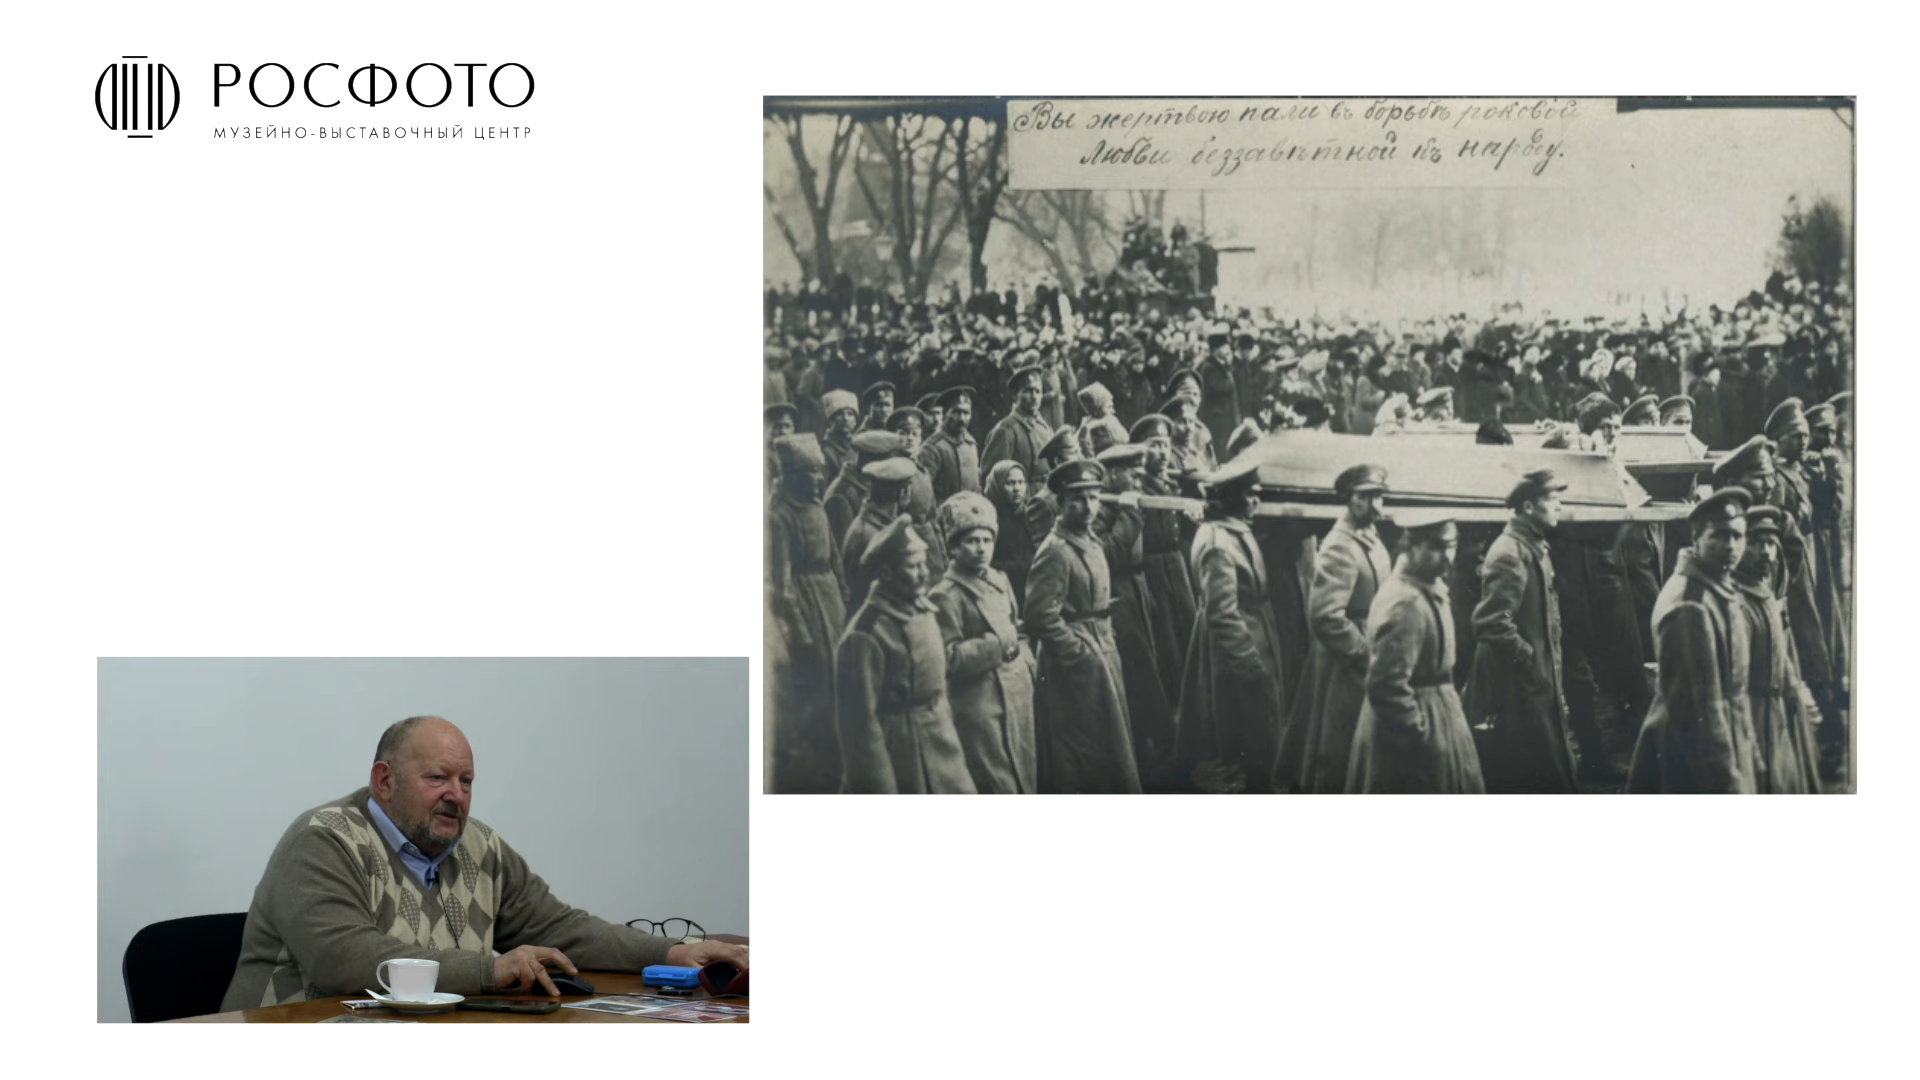 РОСФОТО
МУЗЕЙНО-ВЫСТАВОЧНЫЙ ЦЕНТР
Вы жертвою пали въ борьбѣ роковой
Любви беззавѣтной къ народу.